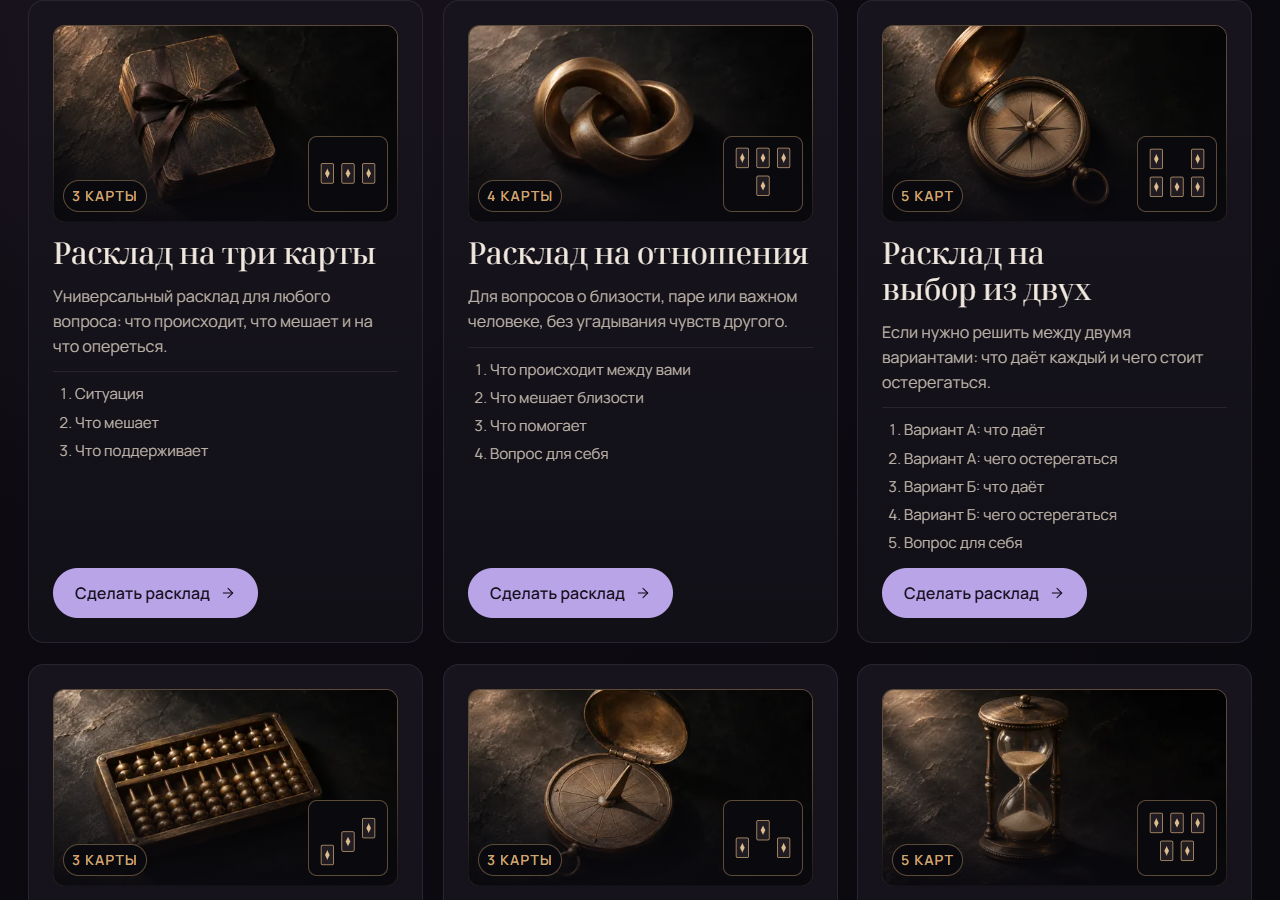 3 КАРТЫ
Расклад на три карты
Универсальный расклад для любого
вопроса: что происходит, что мешает и на
что опереться.
1. Ситуация
2. Что мешает
3. Что поддерживает
Сделать расклад
4 КАРТЫ
Расклад на отношения
Для вопросов о близости, паре или важном
человеке, без угадывания чувств другого.
1. Что происходит между вами
2. Что мешает близости
3. Что помогает
4. Вопрос для себя
Сделать расклад
5 КАРТ
Расклад на
выбор из двух
Если нужно решить между двумя
вариантами: что даёт каждый и чего стоит
остерегаться.
1. Вариант А: что даёт
2. Вариант А: чего остерегаться
3. Вариант Б: что даёт
4. Вариант Б: чего остерегаться
5. Вопрос для себя
Сделать расклад
3 КАРТЫ
3 КАРТЫ
5 КАРТ